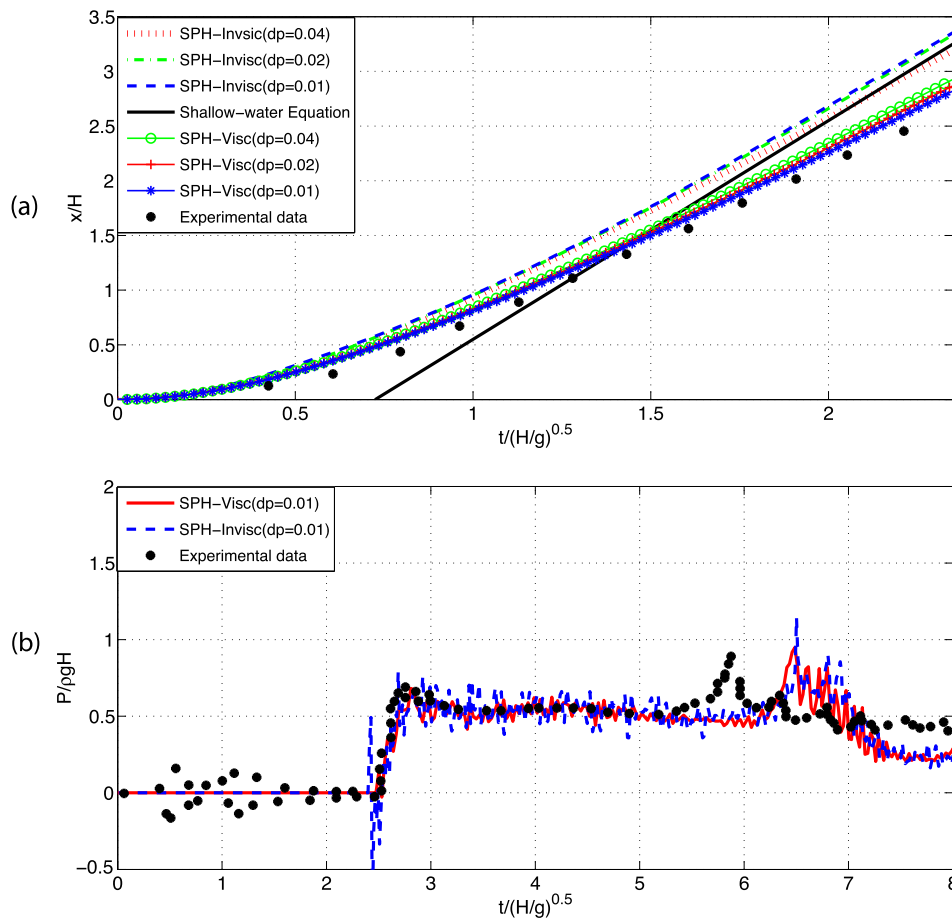 (a)
3.5
3
2.5
2
1.5
1
0.5
0
x/H
SPH-Invsic(dp=0.04)
SPH-Invisc(dp=0.02)
SPH-Invisc(dp=0.01)
Shallow-water Equation
SPH-Visc(dp=0.04)
SPH-Visc(dp=0.02)
SPH-Visc(dp=0.01)
Experimental data
0 0.5 1 1.5 2
t/(H/g)^0.5
(b)
2
1.5
1
0.5
0
-0.5
P/ρgH
SPH-Visc(dp=0.01)
SPH-Invisc(dp=0.01)
Experimental data
0 1 2 3 4 5 6 7 8
t/(H/g)^0.5